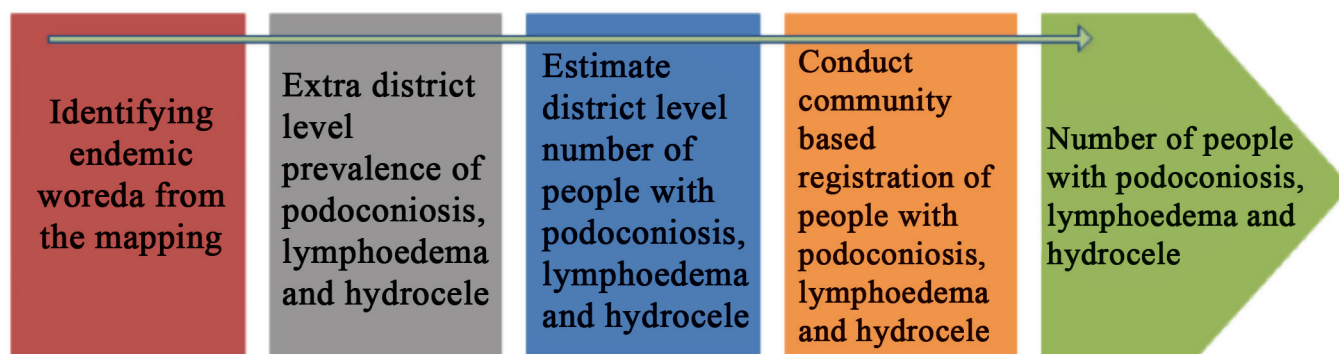 Identifying
endemic
woreda from
the mapping
Extra district
level
prevalence of
podoconiosis,
lymphoedema
and hydrocele
Estimate
district level
number of
people with
podoconiosis,
lymphoedema
and hydrocele
Conduct
community
based
registration of
people with
podoconiosis,
lymphoedema
and hydrocele
Number of people
with podoconiosis,
lymphoedema and
hydrocele